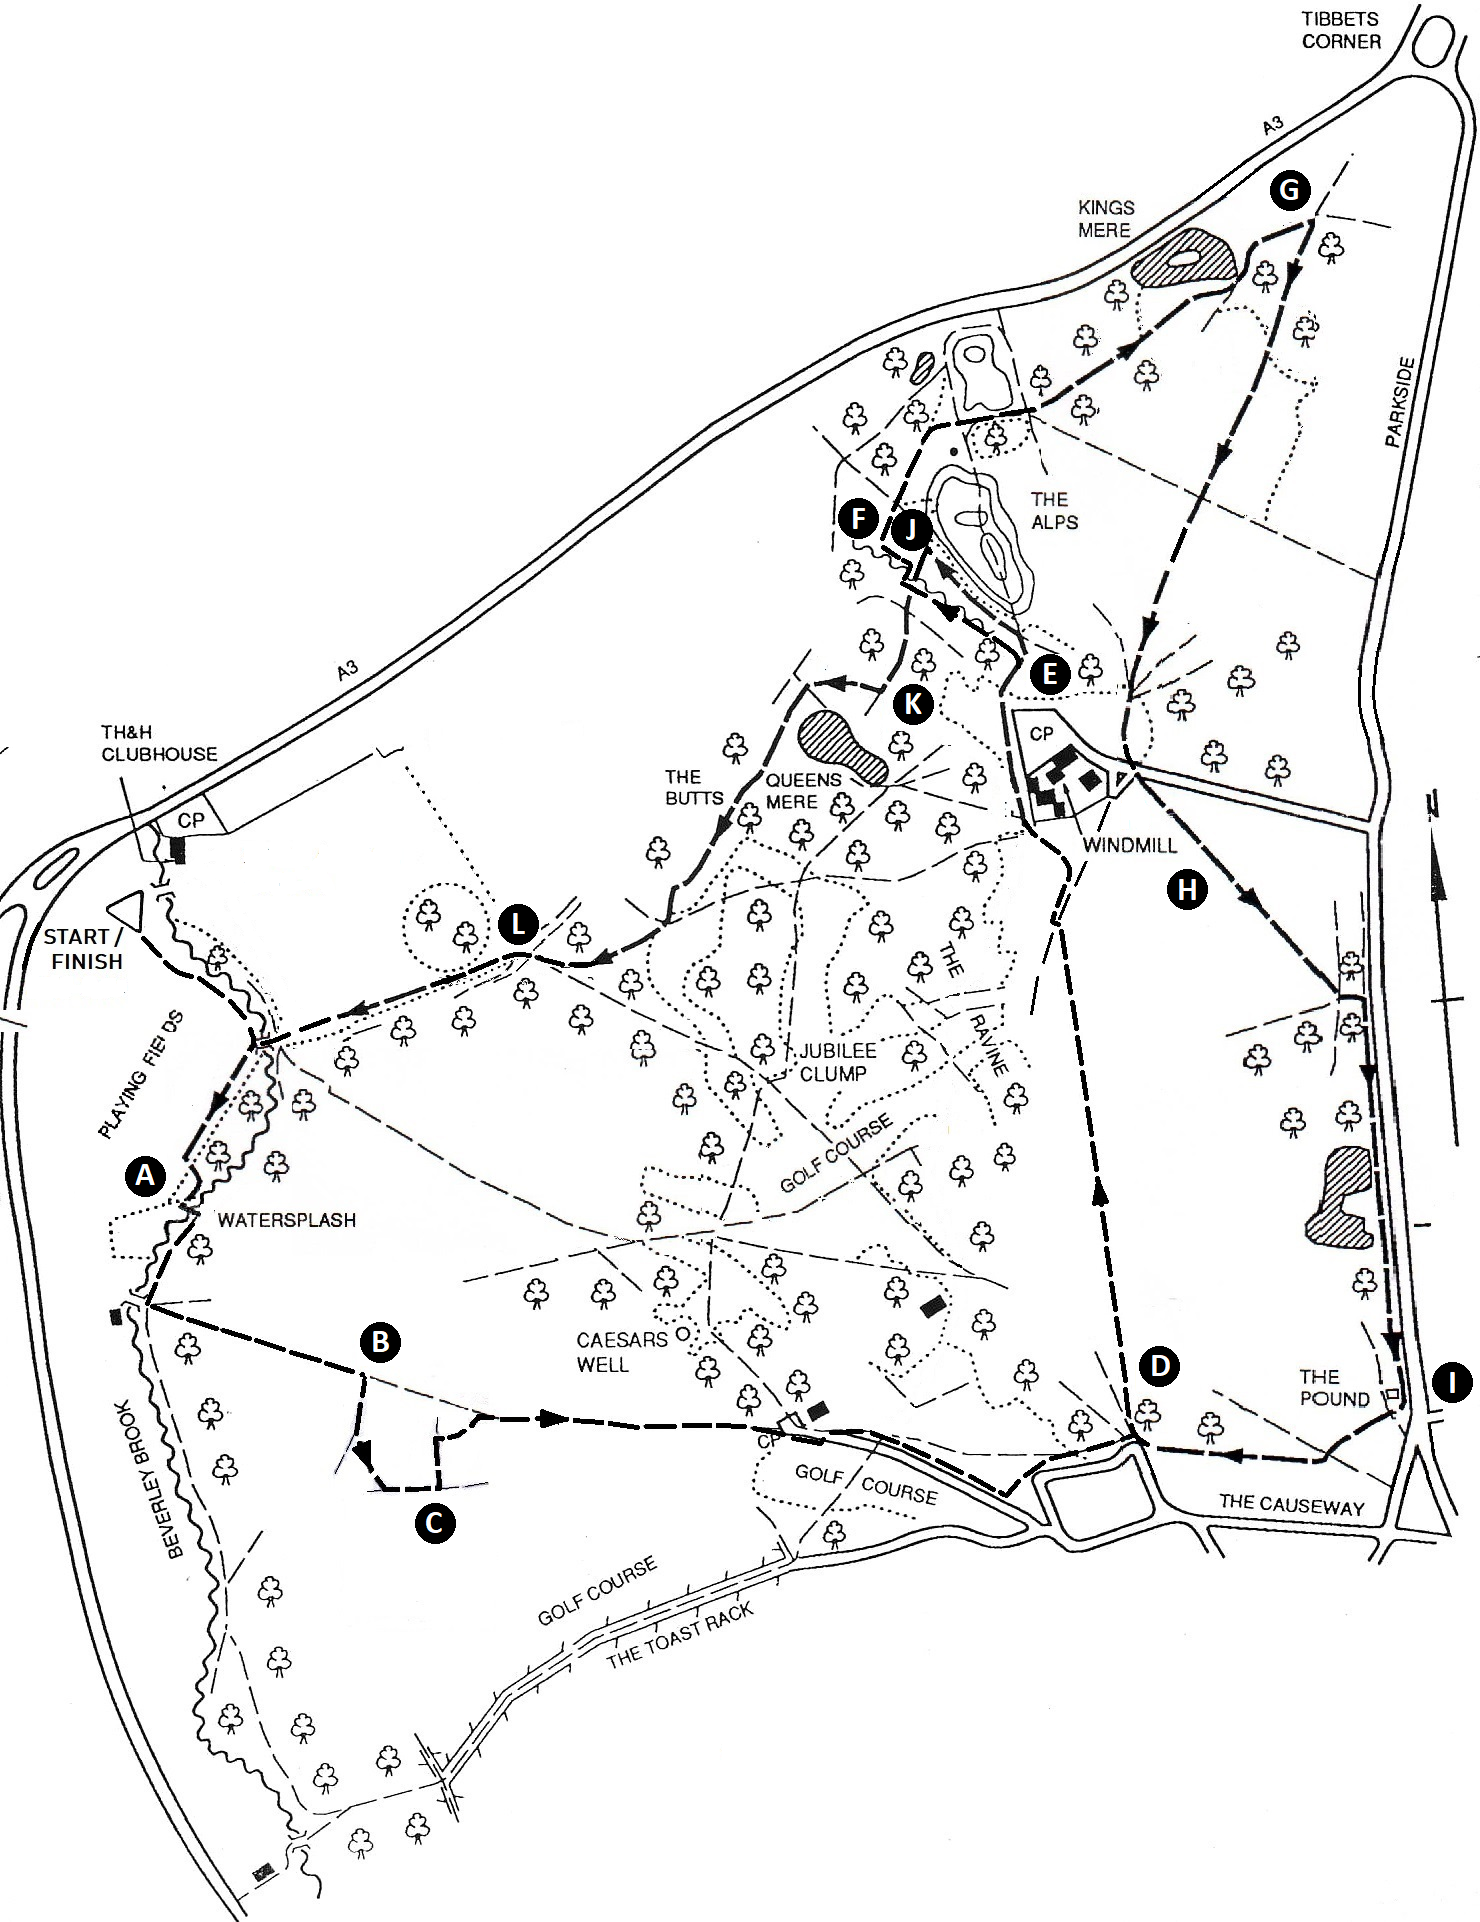 TIBBETS
CORNER
A3
G
KINGS
MERE
PARKSIDE
THE
ALPS
F
J
E
A3
K
TH&H
CLUBHOUSE
CP
THE
BUTTS
QUEENS
MERE
CP
WINDMILL
N
H
L
START /
FINISH
THE
RAVINE
PLAYING FIELDS
JUBILEE
CLUMP
GOLF COURSE
A
WATERSPLASH
CAESARS
WELL
B
D
THE
POUND
I
BEVERLEY BROOK
CP
GOLF COURSE
THE CAUSEWAY
C
GOLF COURSE
THE TOAST RACK